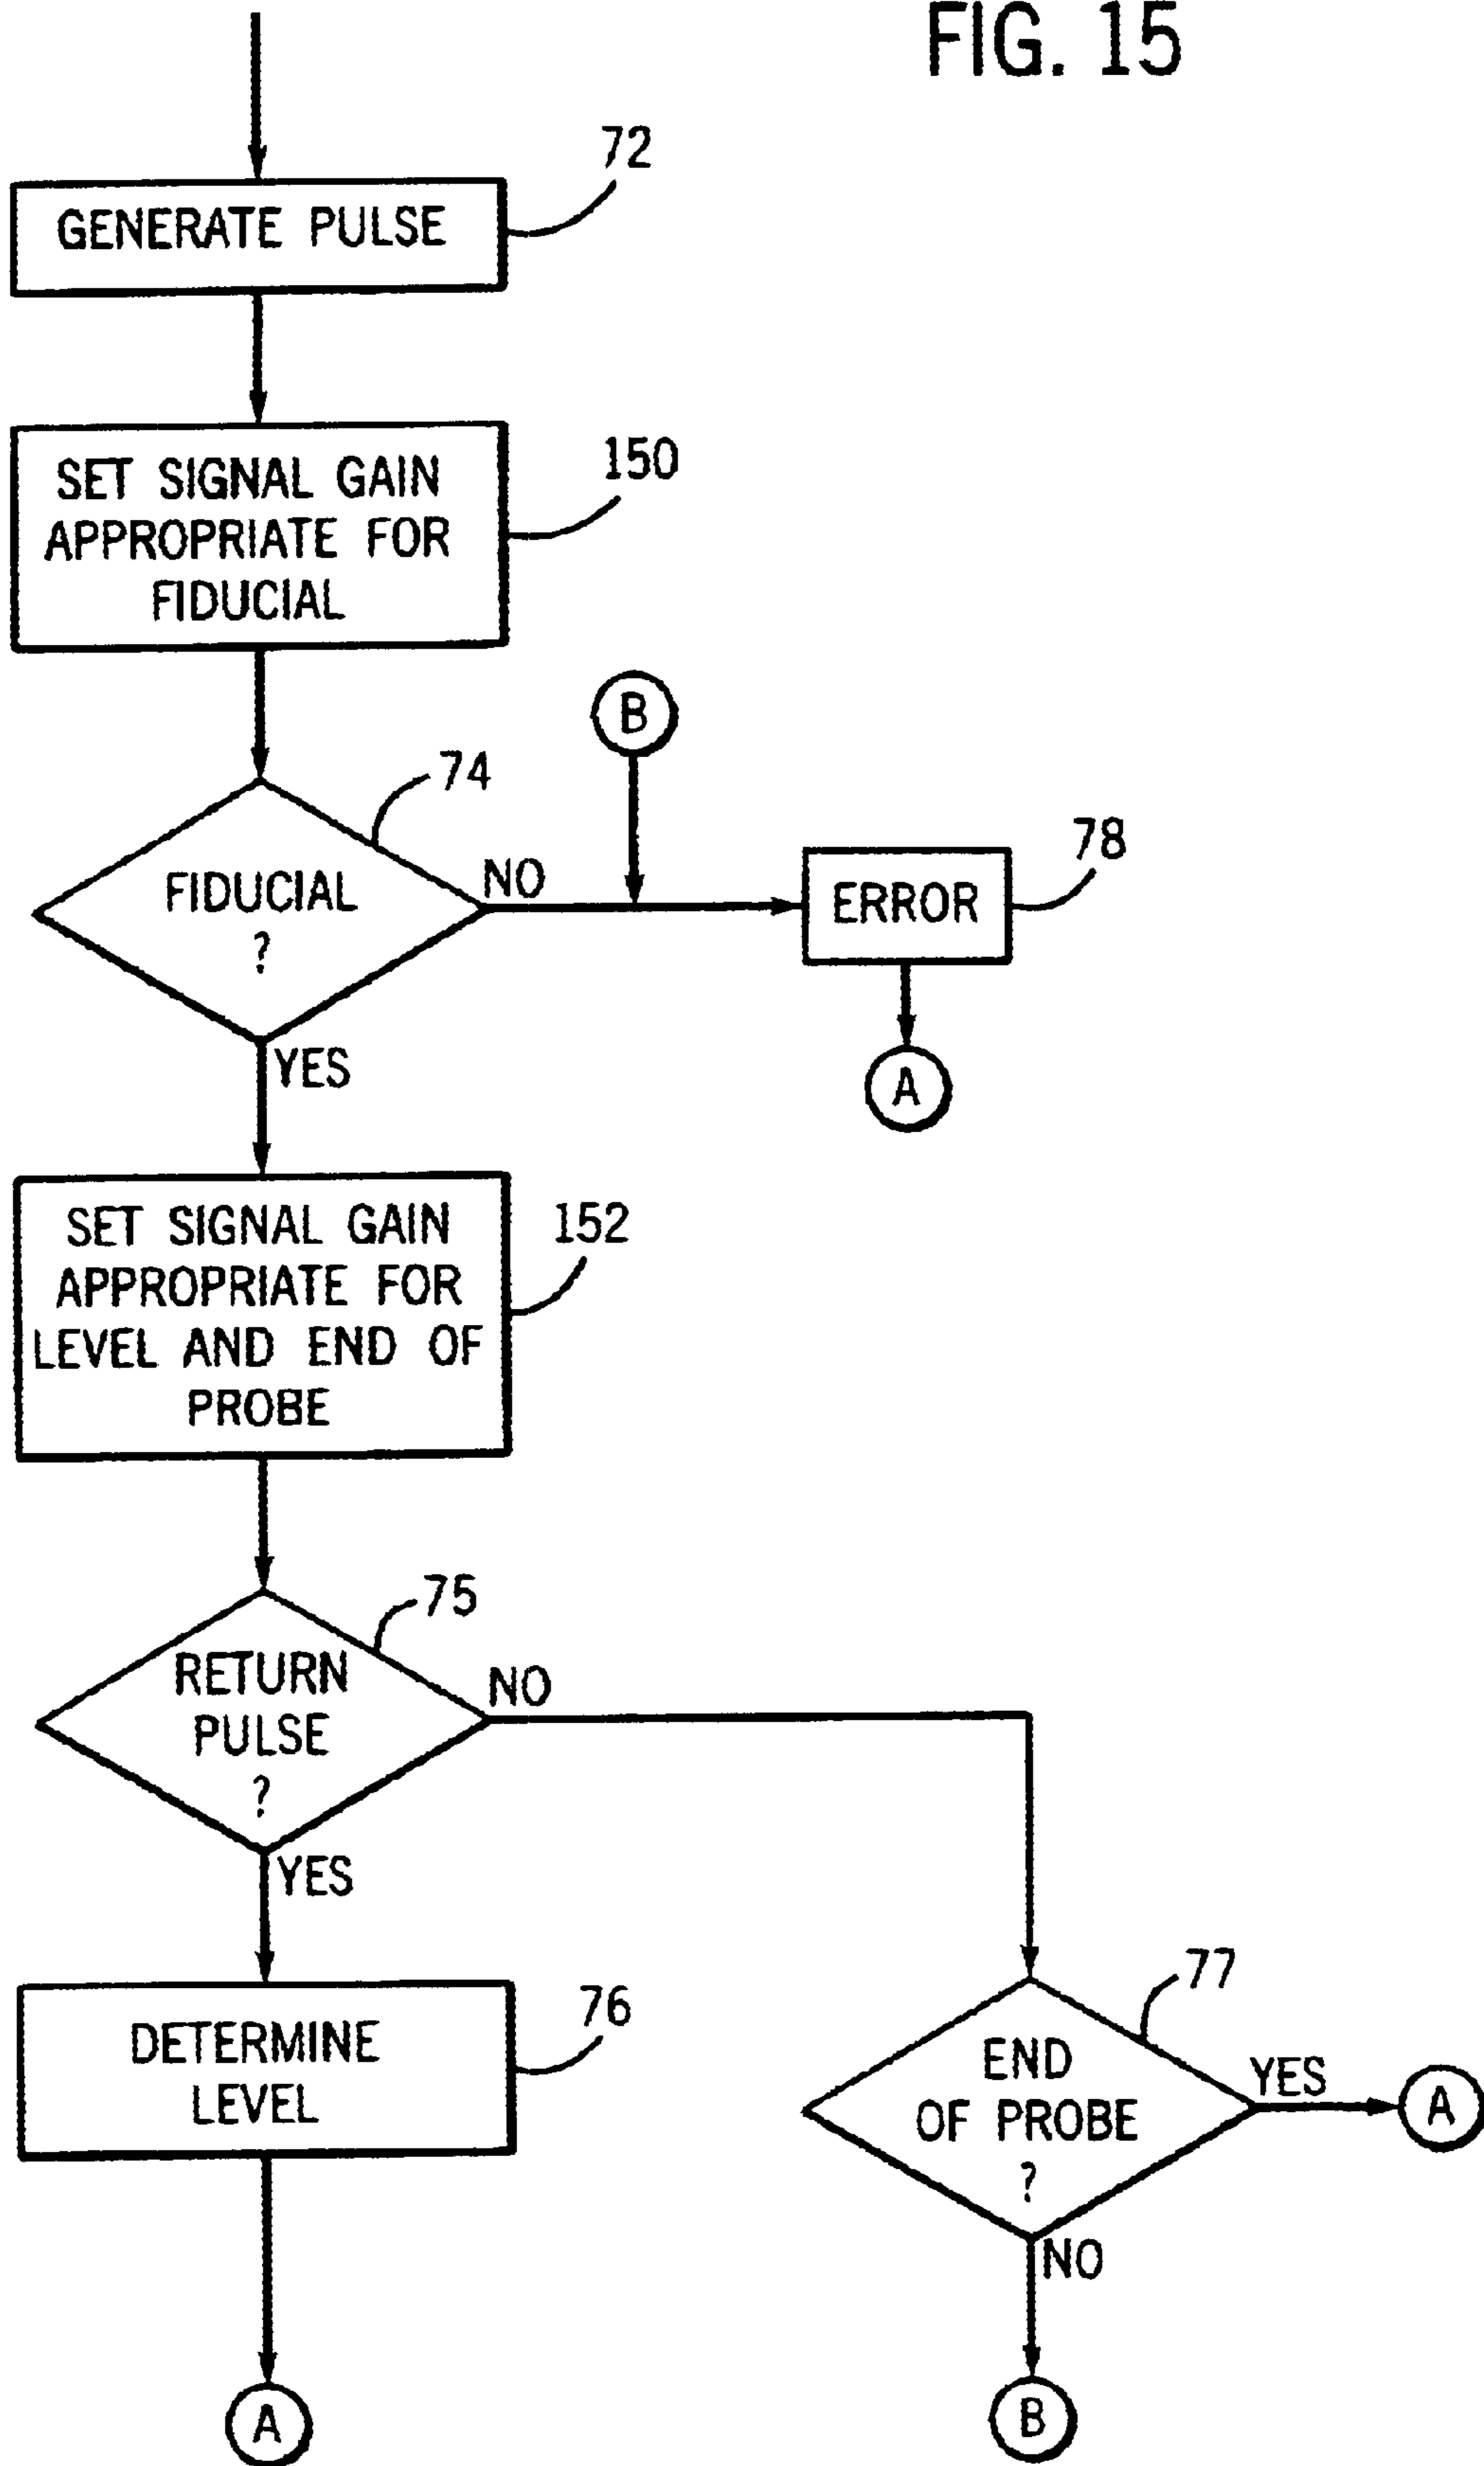 FIG. 15
72
GENERATE PULSE
150
SET SIGNAL GAIN
APPROPRIATE FOR
FIDUCIAL
B
74
FIDUCIAL
?
NO
YES
78
ERROR
A
152
SET SIGNAL GAIN
APPROPRIATE FOR
LEVEL AND END OF
PROBE
75
RETURN
PULSE
?
NO
YES
76
DETERMINE
LEVEL
A
77
END
OF PROBE
?
YES
A
NO
B